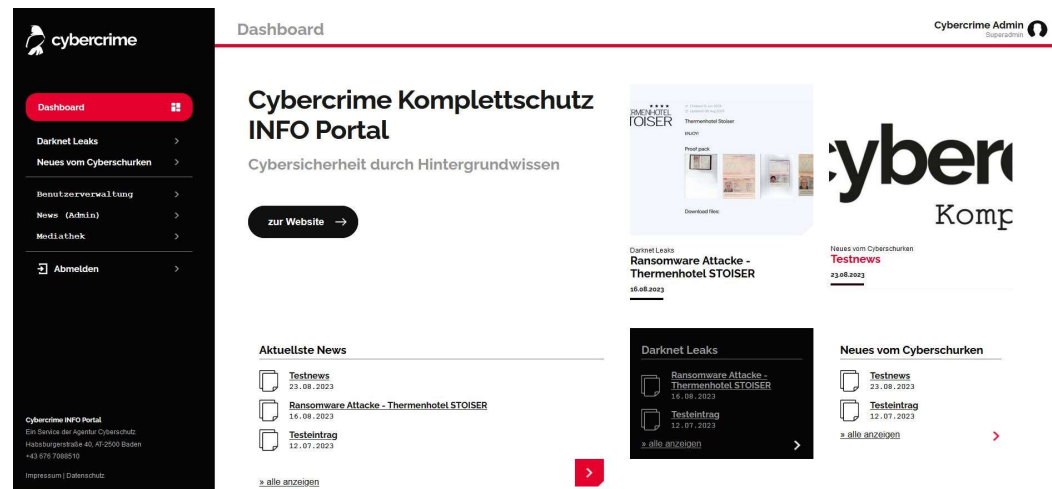 cybercrime
Dashboard
Darknet Leaks
Neues vom Cyberschurken
Benutzerverwaltung
News (Admin)
Mediathek
Abmelden
Cybercrime INFO Portal
Ein Service der Agentur Cyberschutz
Habsburgerstraße 40, AT-2500 Baden
+43 676 7088510
Impressum | Datenschutz
Dashboard
Cybercrime Admin
Superadmin
Cybercrime Komplettschutz
INFO Portal
Cybersicherheit durch Hintergrundwissen
zur Website
ERMENHOTEL
TOISER
Thermenhotel Stoiser
ENJOY!
Proof pack
Download files:
Darknet Leaks
Ransomware Attacke -
Thermenhotel STOISER
16.08.2023
yber
Komp
Neues vom Cyberschurken
Testnews
23.08.2023
Aktuellste News
Testnews
23.08.2023
Ransomware Attacke - Thermenhotel STOISER
16.08.2023
Testeintrag
12.07.2023
» alle anzeigen
Darknet Leaks
Ransomware Attacke -
Thermenhotel STOISER
16.08.2023
Testeintrag
12.07.2023
» alle anzeigen
Neues vom Cyberschurken
Testnews
23.08.2023
Testeintrag
12.07.2023
» alle anzeigen